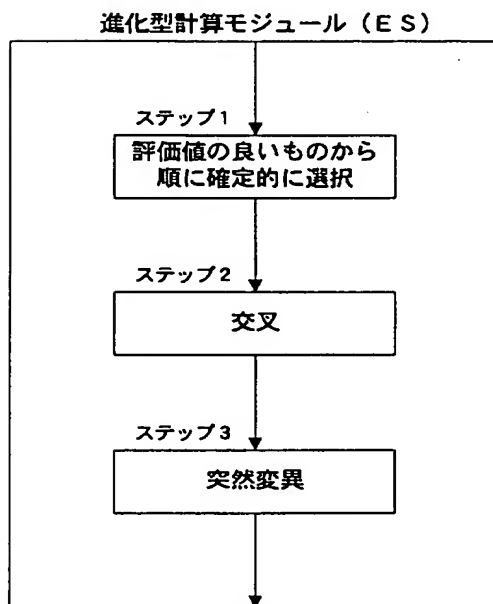 進化型計算モジュール（ＥＳ）
ステップ1
評価値の良いものから
順に確定的に選択
ステップ2
交叉
ステップ3
突然変異